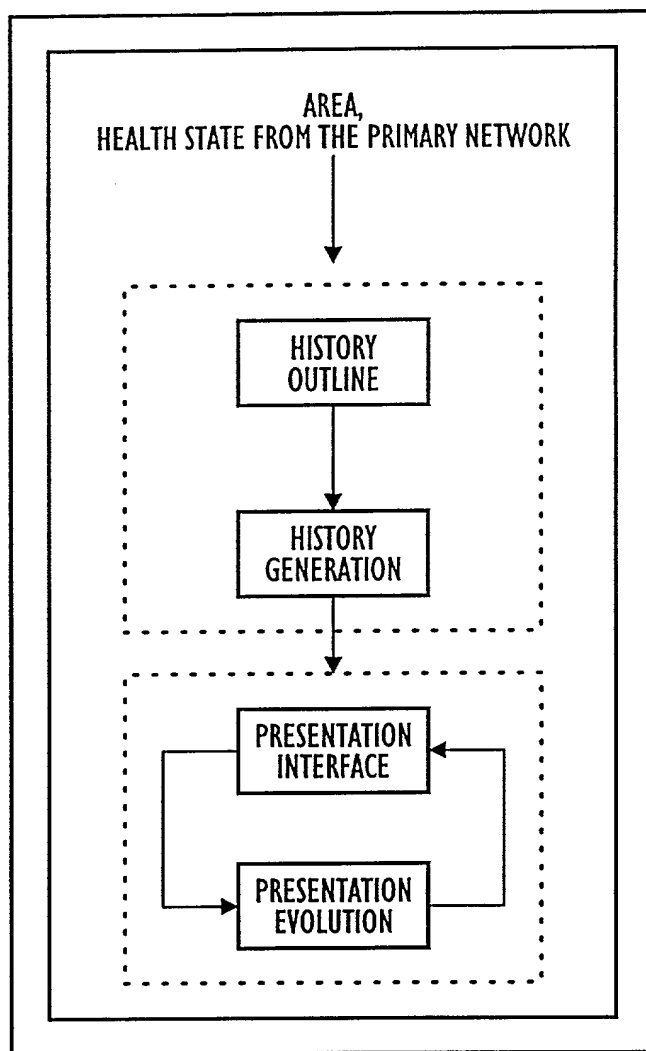 AREA,
HEALTH STATE FROM THE PRIMARY NETWORK
HISTORY
OUTLINE
HISTORY
GENERATION
PRESENTATION
INTERFACE
PRESENTATION
EVOLUTION